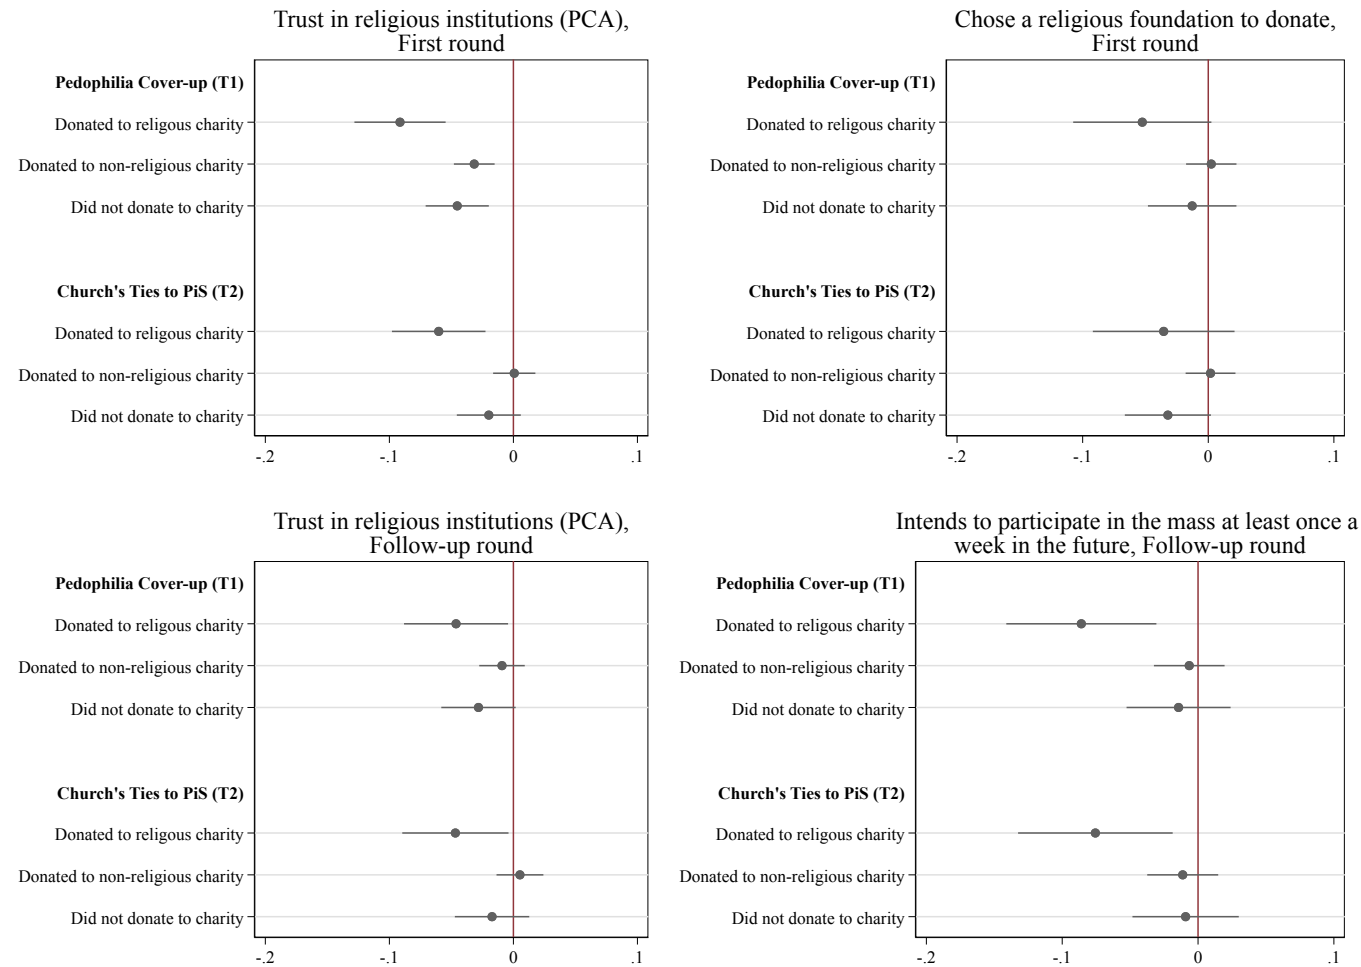 Trust in religious institutions (PCA),
First round
Pedophilia Cover-up (T1)
Donated to religous charity
Donated to non-religious charity
Did not donate to charity
Church's Ties to PiS (T2)
Donated to religous charity
Donated to non-religious charity
Did not donate to charity
-.2 -.1 0 .1
Chose a religious foundation to donate,
First round
Pedophilia Cover-up (T1)
Donated to religous charity
Donated to non-religious charity
Did not donate to charity
Church's Ties to PiS (T2)
Donated to religous charity
Donated to non-religious charity
Did not donate to charity
-.2 -.1 0 .1
Trust in religious institutions (PCA),
Follow-up round
Pedophilia Cover-up (T1)
Donated to religous charity
Donated to non-religious charity
Did not donate to charity
Church's Ties to PiS (T2)
Donated to religous charity
Donated to non-religious charity
Did not donate to charity
-.2 -.1 0 .1
Intends to participate in the mass at least once a
week in the future, Follow-up round
Pedophilia Cover-up (T1)
Donated to religous charity
Donated to non-religious charity
Did not donate to charity
Church's Ties to PiS (T2)
Donated to religous charity
Donated to non-religious charity
Did not donate to charity
-.2 -.1 0 .1